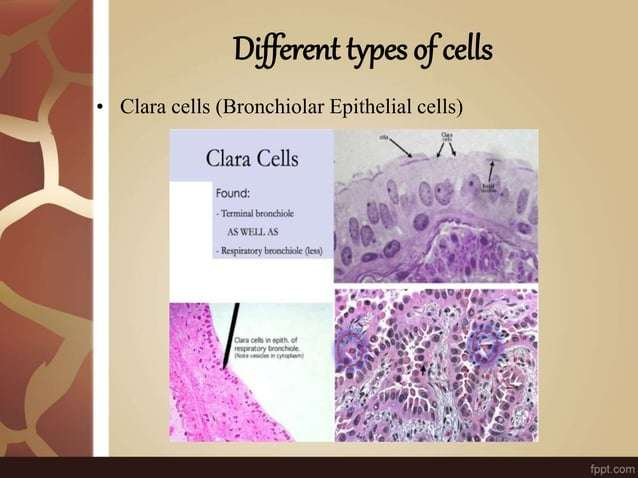 Different types of cells
• Clara cells (Bronchiolar Epithelial cells)
Clara Cells
Found:
- Terminal bronchiole
AS WELL AS
- Respiratory bronchiole (less)
cilia
Clara
cells
Clara cells in epith. of
respiratory bronchiole.
(Note vesicles in cytoplasm)
fppt.com